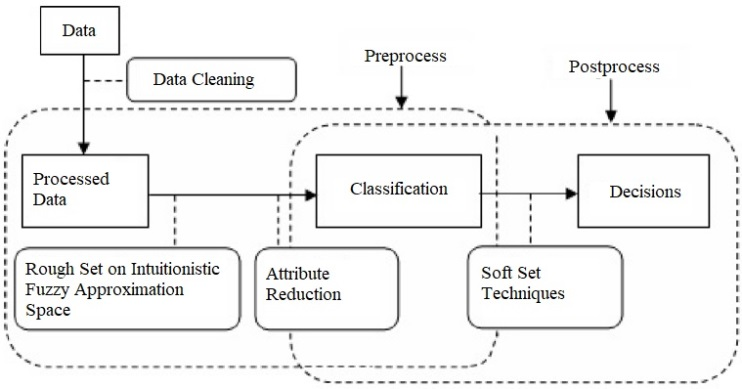 Data
Data Cleaning
Preprocess
Postprocess
Processed
Data
Classification
Decisions
Rough Set on Intuitionistic
Fuzzy Approximation
Space
Attribute
Reduction
Soft Set
Techniques